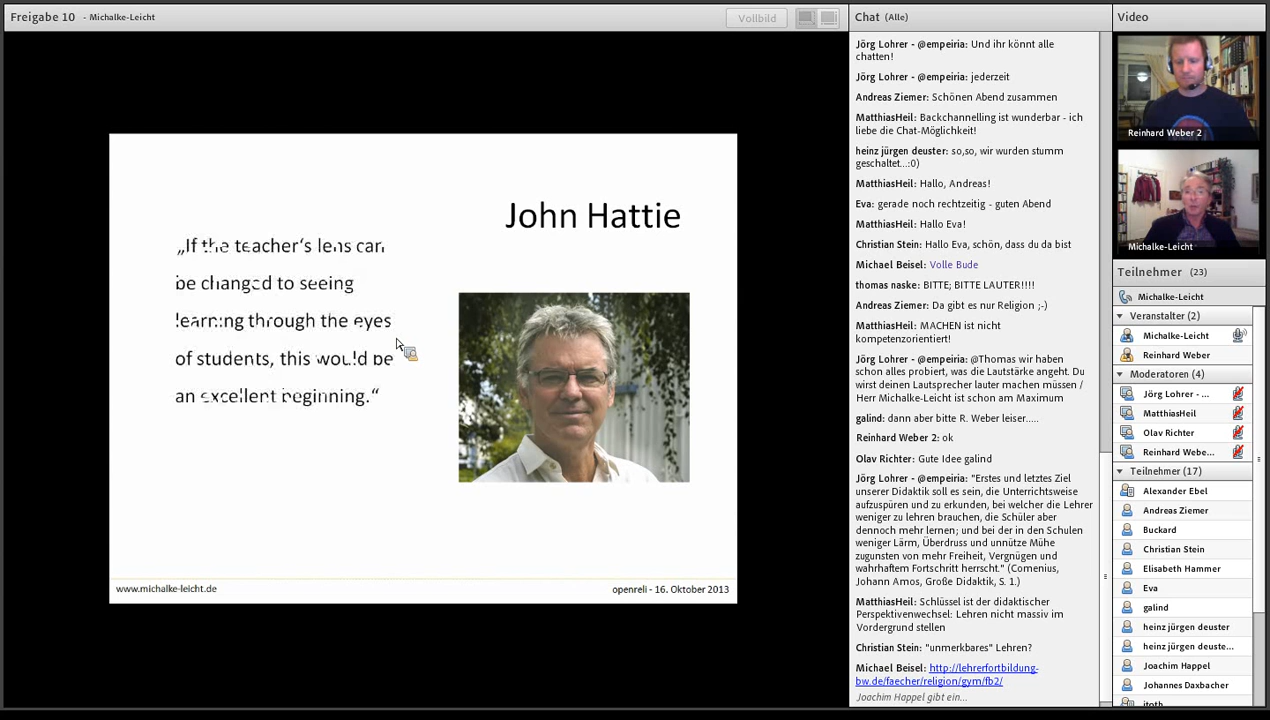 Freigabe 10 - Michalke-Leicht
Vollbild
John Hattie
„If the teacher's lens can
be changed to seeing
learning through the eyes
of students, this would be
an excellent beginning.“
www.michalke-leicht.de
openreli - 16. Oktober 2013
Chat (Alle)
Jörg Lohrer - @empeiria: Und ihr könnt alle
chatten!
Jörg Lohrer - @empeiria: jederzeit
Andreas Ziemer: Schönen Abend zusammen
MatthiasHeil: Backchannelling ist wunderbar - ich
liebe die Chat-Möglichkeit!
heinz jürgen deuster: so,so, wir wurden stumm
geschaltet...:0)
MatthiasHeil: Hallo, Andreas!
Eva: gerade noch rechtzeitig - guten Abend
MatthiasHeil: Hallo Eva!
Christian Stein: Hallo Eva, schön, dass du da bist
Michael Beisel: Volle Bude
thomas naske: BITTE; BITTE LAUTER!!!!
Andreas Ziemer: Da gibt es nur Religion ;-)
MatthiasHeil: MACHEN ist nicht
kompetenzorientiert!
Jörg Lohrer - @empeiria: @Thomas wir haben
schon alles probiert, was die Lautstärke angeht. Du
wirst deinen Lautsprecher lauter machen müssen /
Herr Michalke-Leicht ist schon am Maximum
galind: dann aber bitte R. Weber leiser.....
Reinhard Weber 2: ok
Olav Richter: Gute Idee galind
Jörg Lohrer - @empeiria: "Erstes und letztes Ziel
unserer Didaktik soll es sein, die Unterrichtsweise
aufzuspüren und zu erkunden, bei welcher die Lehrer
weniger zu lehren brauchen, die Schüler aber
dennoch mehr lernen; und bei der in den Schulen
weniger Lärm, Überdruss und unnütze Mühe
zugunsten von mehr Freiheit, Vergnügen und
wahrhaftem Fortschritt herrscht." (Comenius,
Johann Amos, Große Didaktik, S. 1.)
MatthiasHeil: Schlüssel ist der didaktischer
Perspektivenwechsel: Lehren nicht massiv im
Vordergrund stellen
Christian Stein: "unmerkbares" Lehren?
Michael Beisel: http://lehrerfortbildung-
bw.de/faecher/religion/gym/fb2/
Joachim Happel gibt ein...
Video
Reinhard Weber 2
Michalke-Leicht
Teilnehmer (23)
Michalke-Leicht
Veranstalter (2)
Michalke-Leicht
Reinhard Weber
Moderatoren (4)
Jörg Lohrer - ...
MatthiasHeil
Olav Richter
Reinhard Webe...
Teilnehmer (17)
Alexander Ebel
Andreas Ziemer
Buckard
Christian Stein
Elisabeth Hammer
Eva
galind
heinz jürgen deuster
heinz jürgen deuste...
Joachim Happel
Johannes Daxbacher